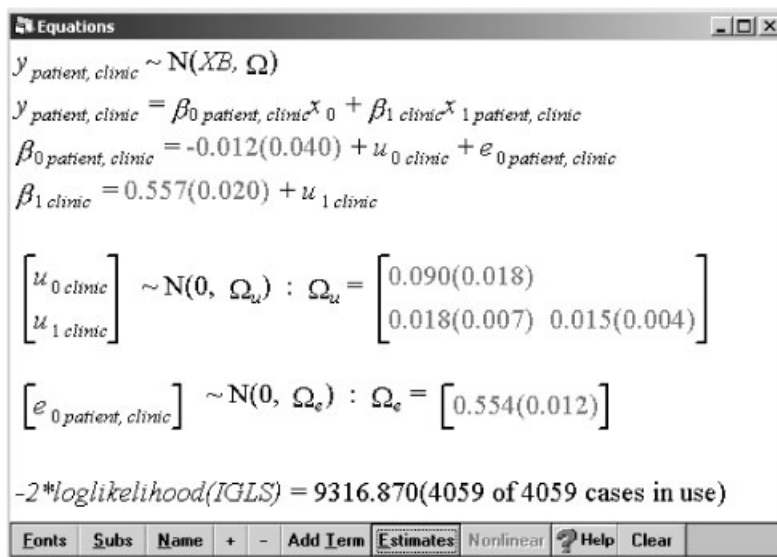 Equations
y patient, clinic ~ N(XB, Ω)
y patient, clinic = β0 patient, clinic x 0 + β1 clinic x 1 patient, clinic
β0 patient, clinic = -0.012(0.040) + u 0 clinic + e 0 patient, clinic
β1 clinic = 0.557(0.020) + u 1 clinic
[u 0 clinic] ~ N(0, Ωu) : Ωu = [0.090(0.018)]
[u 1 clinic] [0.018(0.007) 0.015(0.004)]
[e 0 patient, clinic] ~ N(0, Ωe) : Ωe = [0.554(0.012)]
-2*loglikelihood(IGLS) = 9316.870(4059 of 4059 cases in use)
Fonts Subs Name + - Add Term Estimates Nonlinear ? Help Clear